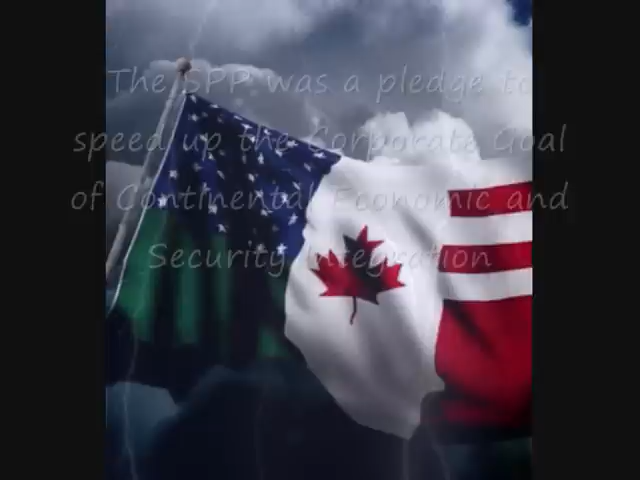 The SPP was a pledge to
speed up the Corporate Goal
of Continental Economic and
Security Integration